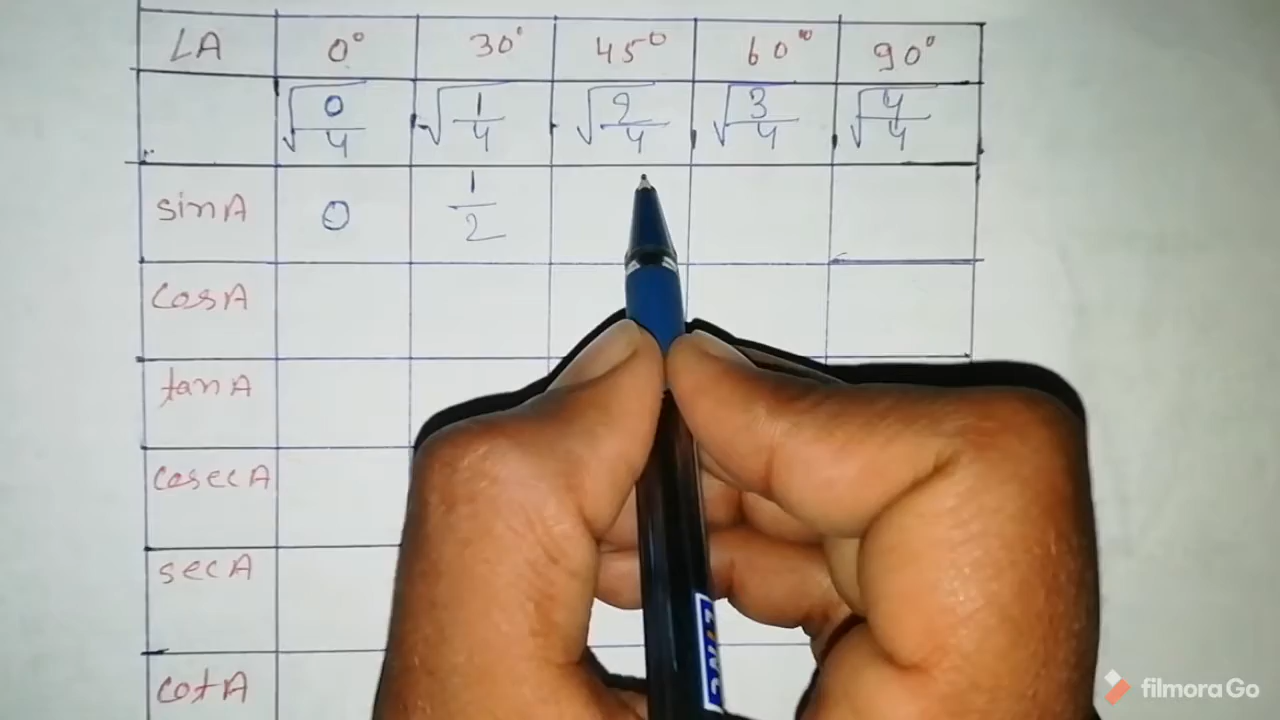 ∠A 0° 30° 45° 60° 90°
√0/4 √1/4 √2/4 √3/4 √4/4
sinA 0 1/2
CosA
tanA
CosecA
secA
cotA
LINC
filmoraGo